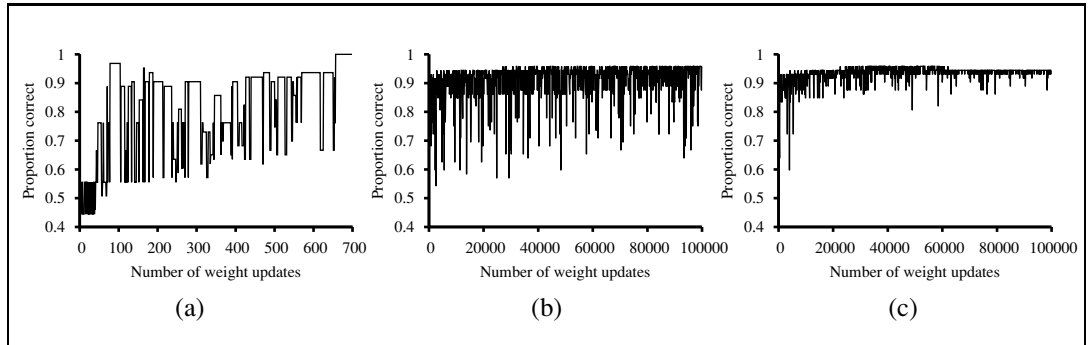 Proportion correct
1
0.9
0.8
0.7
0.6
0.5
0.4
0 100 200 300 400 500 600 700
Number of weight updates
(a)
Proportion correct
1
0.9
0.8
0.7
0.6
0.5
0.4
0 20000 40000 60000 80000 100000
Number of weight updates
(b)
Proportion correct
1
0.9
0.8
0.7
0.6
0.5
0.4
0 20000 40000 60000 80000 100000
Number of weight updates
(c)